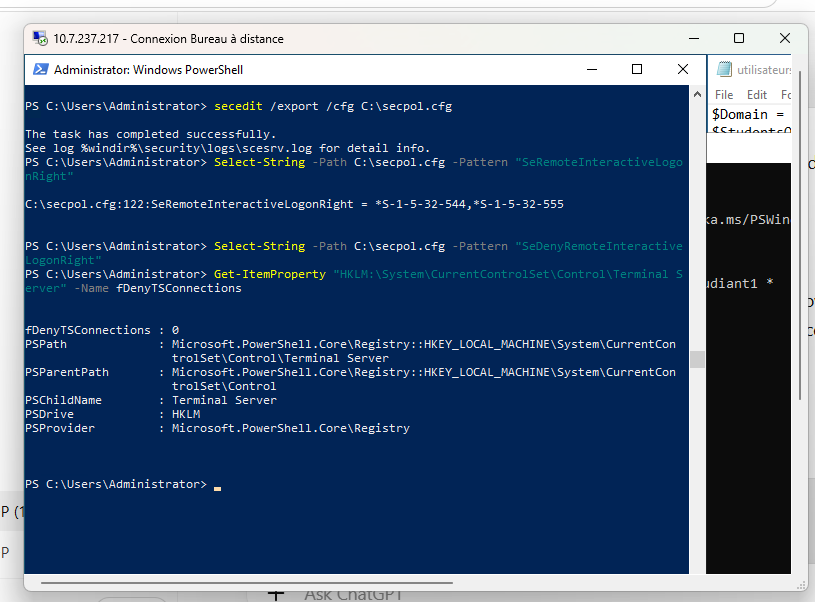 10.7.237.217 - Connexion Bureau à distance
Administrator: Windows PowerShell
PS C:\Users\Administrator> secedit /export /cfg C:\secpol.cfg
The task has completed successfully.
See log %windir%\security\logs\scesrv.log for detail info.
PS C:\Users\Administrator> Select-String -Path C:\secpol.cfg -Pattern "SeRemoteInteractiveLogo
nRight"
C:\secpol.cfg:122:SeRemoteInteractiveLogonRight = *S-1-5-32-544,*S-1-5-32-555
PS C:\Users\Administrator> Select-String -Path C:\secpol.cfg -Pattern "SeDenyRemoteInteractive
LogonRight"
PS C:\Users\Administrator> Get-ItemProperty "HKLM:\System\CurrentControlSet\Control\Terminal S
erver" -Name fDenyTSConnections
fDenyTSConnections : 0
PSPath : Microsoft.PowerShell.Core\Registry::HKEY_LOCAL_MACHINE\System\CurrentCon
trolSet\Control\Terminal Server
PSParentPath : Microsoft.PowerShell.Core\Registry::HKEY_LOCAL_MACHINE\System\CurrentCon
trolSet\Control
PSChildName : Terminal Server
PSDrive : HKLM
PSProvider : Microsoft.PowerShell.Core\Registry
PS C:\Users\Administrator>
utilisateurs
File Edit
$Domain =
ka.ms/PSWin
udiant1 *
P (1
P
Ask ChatGPT